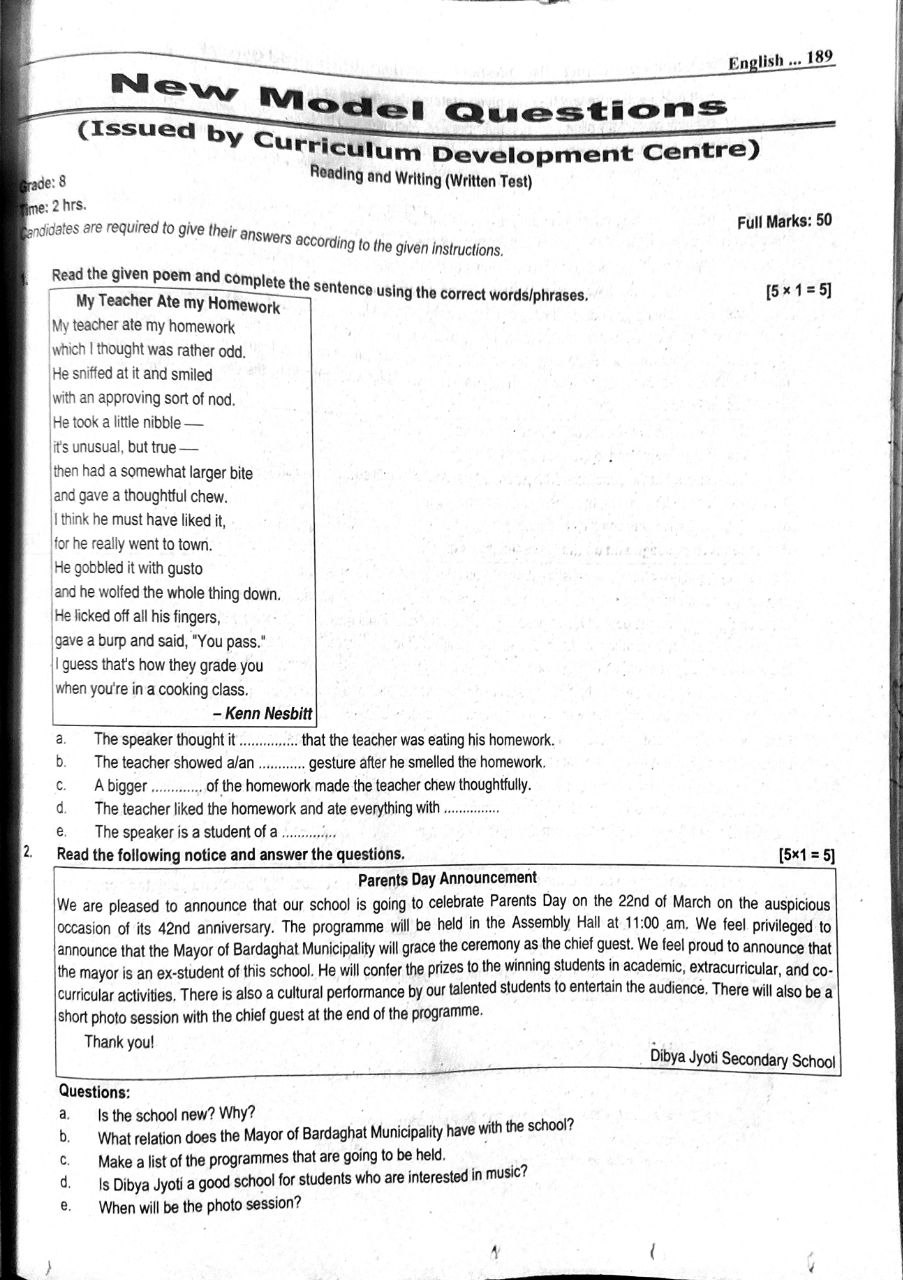 English ... 189
New Model Questions
(Issued by Curriculum Development Centre)
Reading and Writing (Written Test)
Grade: 8
Time: 2 hrs.
Full Marks: 50
Candidates are required to give their answers according to the given instructions.
1. Read the given poem and complete the sentence using the correct words/phrases. [5 × 1 = 5]
My Teacher Ate my Homework
My teacher ate my homework
which I thought was rather odd.
He sniffed at it and smiled
with an approving sort of nod.
He took a little nibble —
it's unusual, but true —
then had a somewhat larger bite
and gave a thoughtful chew.
I think he must have liked it,
for he really went to town.
He gobbled it with gusto
and he wolfed the whole thing down.
He licked off all his fingers,
gave a burp and said, "You pass."
I guess that's how they grade you
when you're in a cooking class.
– Kenn Nesbitt
a. The speaker thought it ............... that the teacher was eating his homework.
b. The teacher showed a/an ............ gesture after he smelled the homework.
c. A bigger ............. of the homework made the teacher chew thoughtfully.
d. The teacher liked the homework and ate everything with ...............
e. The speaker is a student of a ..............
2. Read the following notice and answer the questions. [5×1 = 5]
Parents Day Announcement
We are pleased to announce that our school is going to celebrate Parents Day on the 22nd of March on the auspicious
occasion of its 42nd anniversary. The programme will be held in the Assembly Hall at 11:00 am. We feel privileged to
announce that the Mayor of Bardaghat Municipality will grace the ceremony as the chief guest. We feel proud to announce that
the mayor is an ex-student of this school. He will confer the prizes to the winning students in academic, extracurricular, and co-
curricular activities. There is also a cultural performance by our talented students to entertain the audience. There will also be a
short photo session with the chief guest at the end of the programme.
Thank you!
Dibya Jyoti Secondary School
Questions:
a. Is the school new? Why?
b. What relation does the Mayor of Bardaghat Municipality have with the school?
c. Make a list of the programmes that are going to be held.
d. Is Dibya Jyoti a good school for students who are interested in music?
e. When will be the photo session?